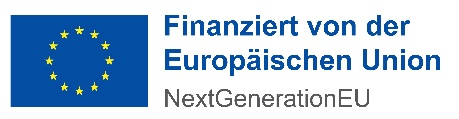 Finanziert von der
Europäischen Union
NextGenerationEU